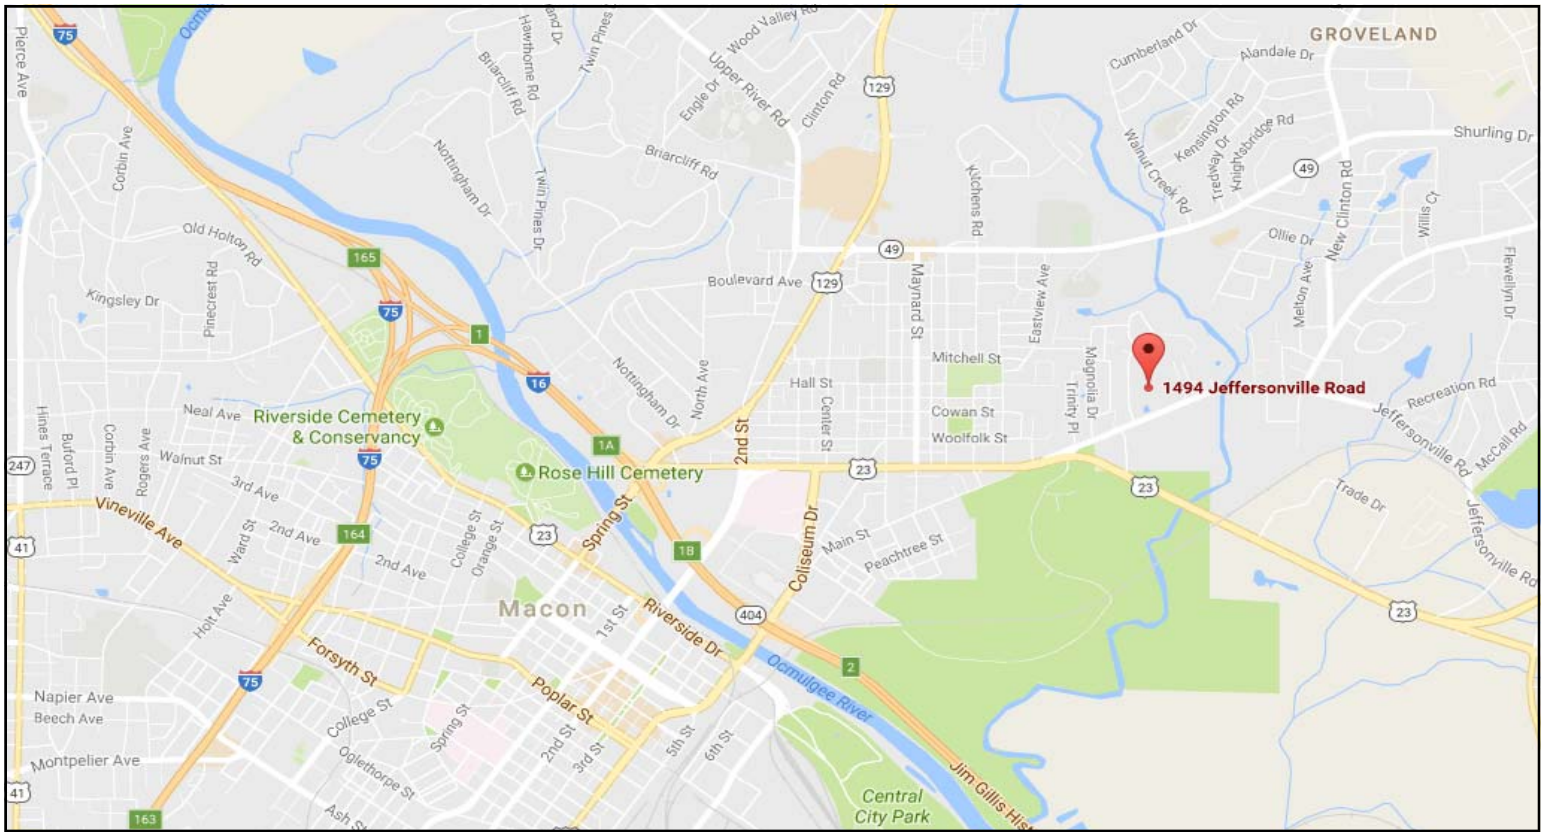 75
Ocmu
Pierce Ave
Hawthorne Rd
and Dr
Twin Pines
Briarcliff Rd
Wood Valley Rd
Upper River Rd
Engle Dr
Clinton Rd
129
Cumberland Dr
Alandale Dr
GROVELAND
Kensington Rd
Tredway Dr
Knightsbridge Rd
Walnut Creek Rd
Shurling Dr
49
New Clinton Rd
Willis Ct
Corbin Ave
Nottingham Dr
Briarcliff Rd
Twin Pines Dr
Kitchens Rd
Old Holton Rd
165
49
Ollie Dr
Flewellyn Dr
Boulevard Ave
129
Maynard St
Eastview Ave
Melton Ave
Kingsley Dr
Pinecrest Rd
75
1
16
Nottingham Dr
North Ave
Mitchell St
Magnolia Dr
Trinity Pl
1494 Jeffersonville Road
Recreation Rd
Hall St
Center St
Cowan St
Woolfolk St
Hines Terrace
Buford Pl
Corbin Ave
Rogers Ave
Neal Ave
Riverside Cemetery
& Conservancy
1A
2nd St
Jeffersonville Rd
McCall Rd
247
Walnut St
75
Rose Hill Cemetery
23
23
3rd Ave
Vineville Ave
Spring St
Trade Dr
Jeffersonville Rd
41
Ward St
2nd Ave
164
2nd Ave
College St
Orange St
23
1B
Coliseum Dr
Main St
Peachtree St
Holt Ave
Macon
1st St
Riverside Dr
404
23
Forsyth St
75
Poplar St
Ocmulgee River
2
Napier Ave
Beech Ave
College St
Spring St
2nd St
3rd St
5th St
6th St
Montpelier Ave
Oglethorpe St
Jim Gillis Hist
41
163
Ash St
Central
City Park